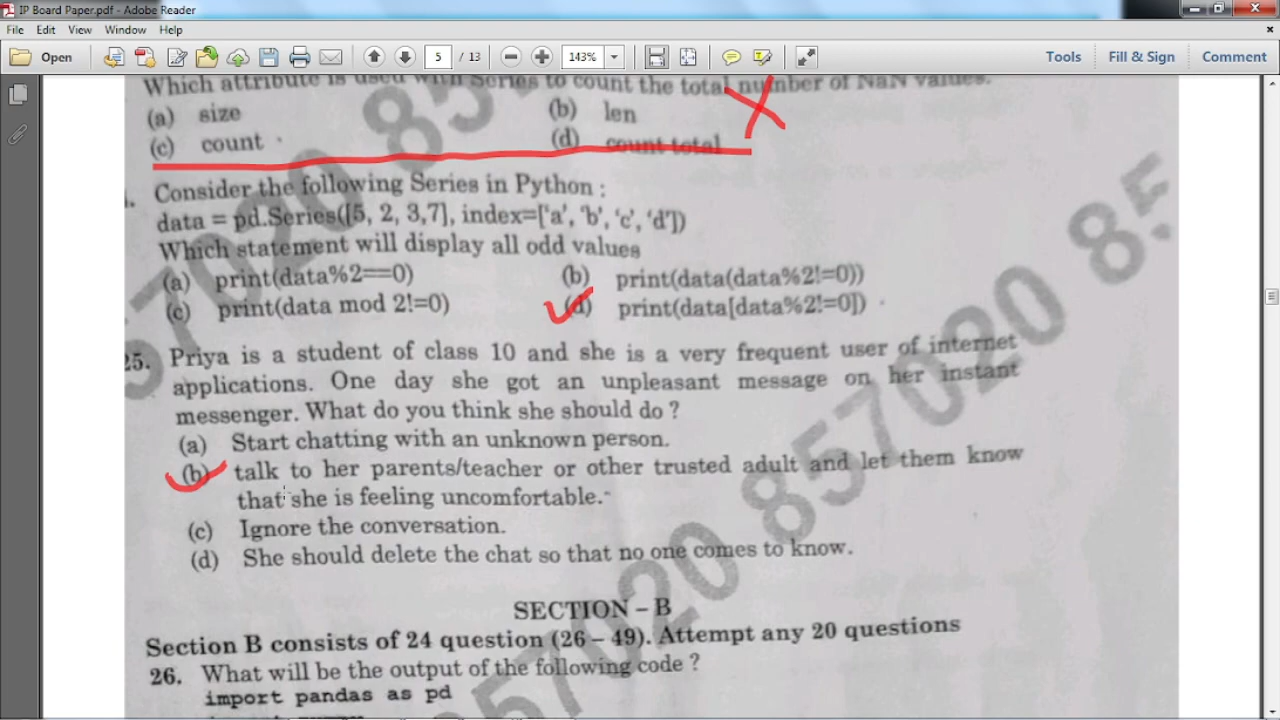 IP Board Paper.pdf - Adobe Reader
File Edit View Window Help
Open 5 / 13 143% Tools Fill & Sign Comment
Which attribute is used with Series to count the total number of NaN values.
(a) size (b) len
(c) count (d) count total
Consider the following Series in Python :
data = pd.Series([5, 2, 3,7], index=['a', 'b', 'c', 'd'])
Which statement will display all odd values
(a) print(data%2==0) (b) print(data(data%2!=0))
(c) print(data mod 2!=0) (d) print(data[data%2!=0])
25. Priya is a student of class 10 and she is a very frequent user of internet
applications. One day she got an unpleasant message on her instant
messenger. What do you think she should do ?
(a) Start chatting with an unknown person.
(b) talk to her parents/teacher or other trusted adult and let them know
that she is feeling uncomfortable.
(c) Ignore the conversation.
(d) She should delete the chat so that no one comes to know.
SECTION – B
Section B consists of 24 question (26 – 49). Attempt any 20 questions
26. What will be the output of the following code ?
import pandas as pd
857020 857020